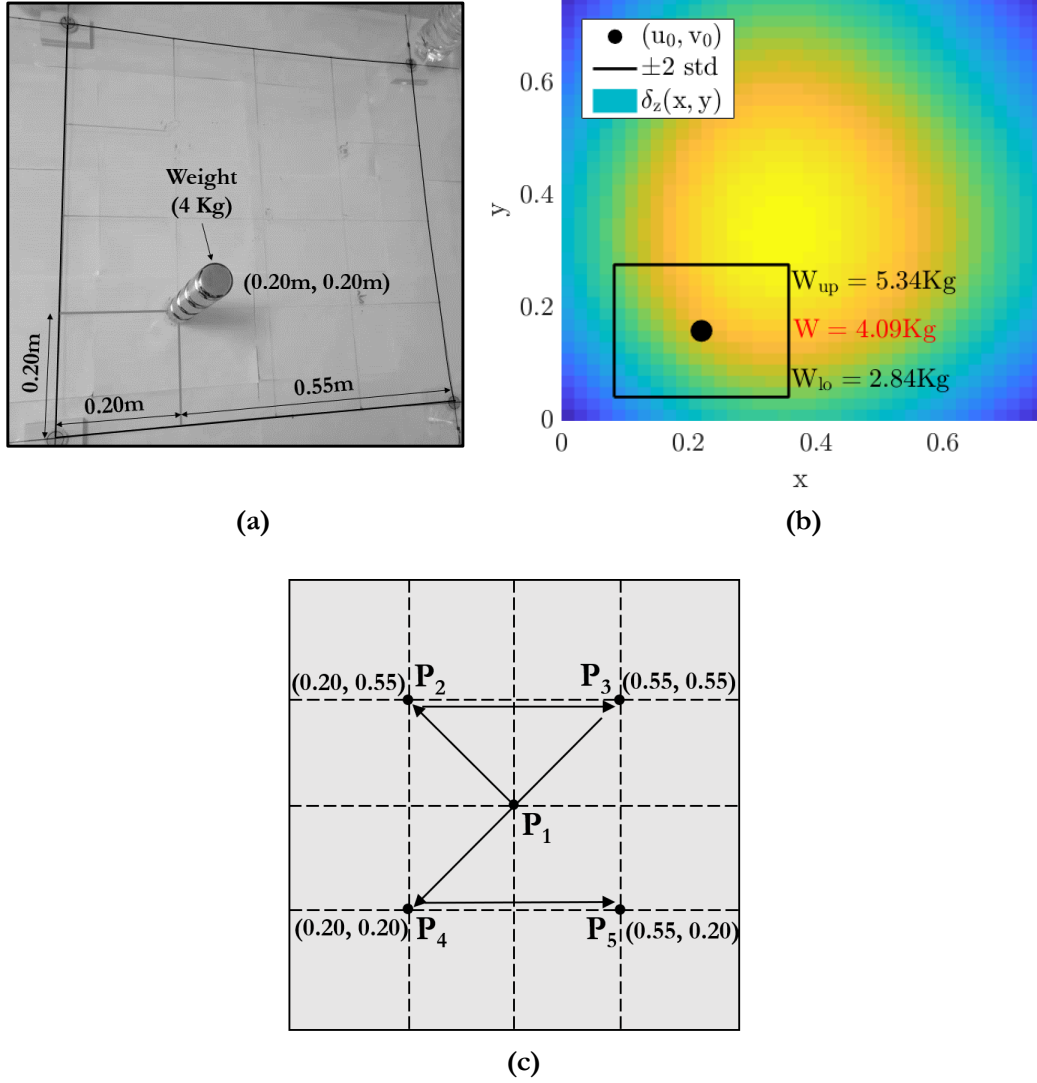 Weight
(4 Kg)
(0.20m, 0.20m)
0.20m
0.20m
0.55m
(a)
(u₀, v₀)
±2 std
δ_z(x, y)
0.6
0.4
0.2
0
y
W_up = 5.34Kg
W = 4.09Kg
W_lo = 2.84Kg
0 0.2 0.4 0.6
x
(b)
(0.20, 0.55) P₂ P₃ (0.55, 0.55)
P₁
(0.20, 0.20) P₄ P₅ (0.55, 0.20)
(c)